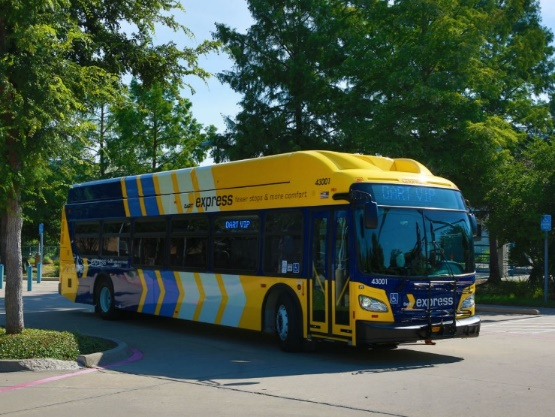 43001
DART express fewer stops & more comfort
DART VIP
DART VIP
43001
express